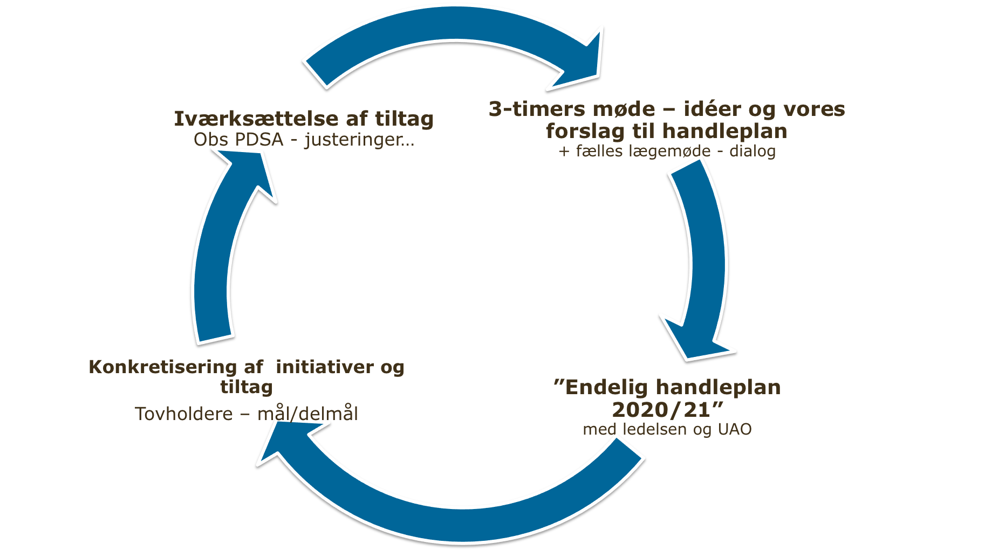 Iværksættelse af tiltag
Obs PDSA - justeringer…
3-timers møde – idéer og vores
forslag til handleplan
+ fælles lægemøde - dialog
Konkretisering af  initiativer og
tiltag
Tovholdere – mål/delmål
”Endelig handleplan
2020/21”
med ledelsen og UAO